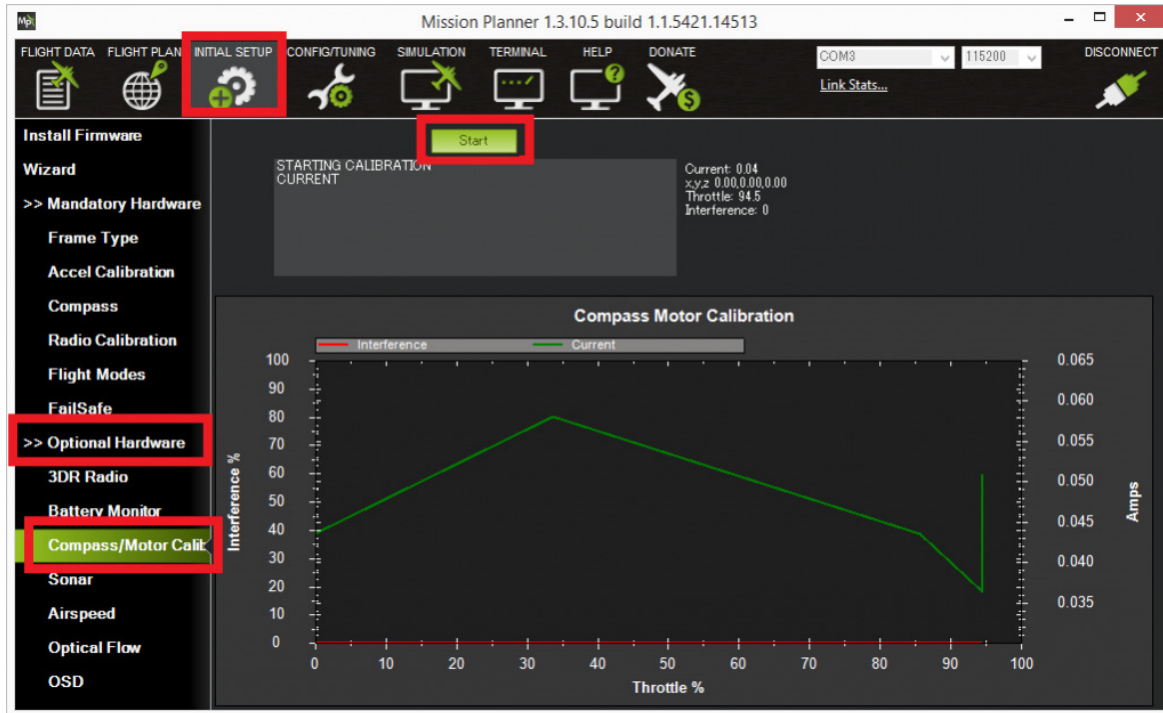 Mission Planner 1.3.10.5 build 1.1.5421.14513
FLIGHT DATA
FLIGHT PLAN
INITIAL SETUP
CONFIG/TUNING
SIMULATION
TERMINAL
HELP
DONATE
COM3
115200
DISCONNECT
Link Stats...
Install Firmware
Wizard
>> Mandatory Hardware
Frame Type
Accel Calibration
Compass
Radio Calibration
Flight Modes
FailSafe
>> Optional Hardware
3DR Radio
Battery Monitor
Compass/Motor Calib
Sonar
Airspeed
Optical Flow
OSD
Start
STARTING CALIBRATION
CURRENT
Current: 0.04
x,y,z 0.00,0.00,0.00
Throttle: 94.5
Interference: 0
Compass Motor Calibration
Interference
Current
Interference %
100
90
80
70
60
50
40
30
20
10
0
0 10 20 30 40 50 60 70 80 90 100
Throttle %
0.065
0.060
0.055
0.050
0.045
0.040
0.035
Amps